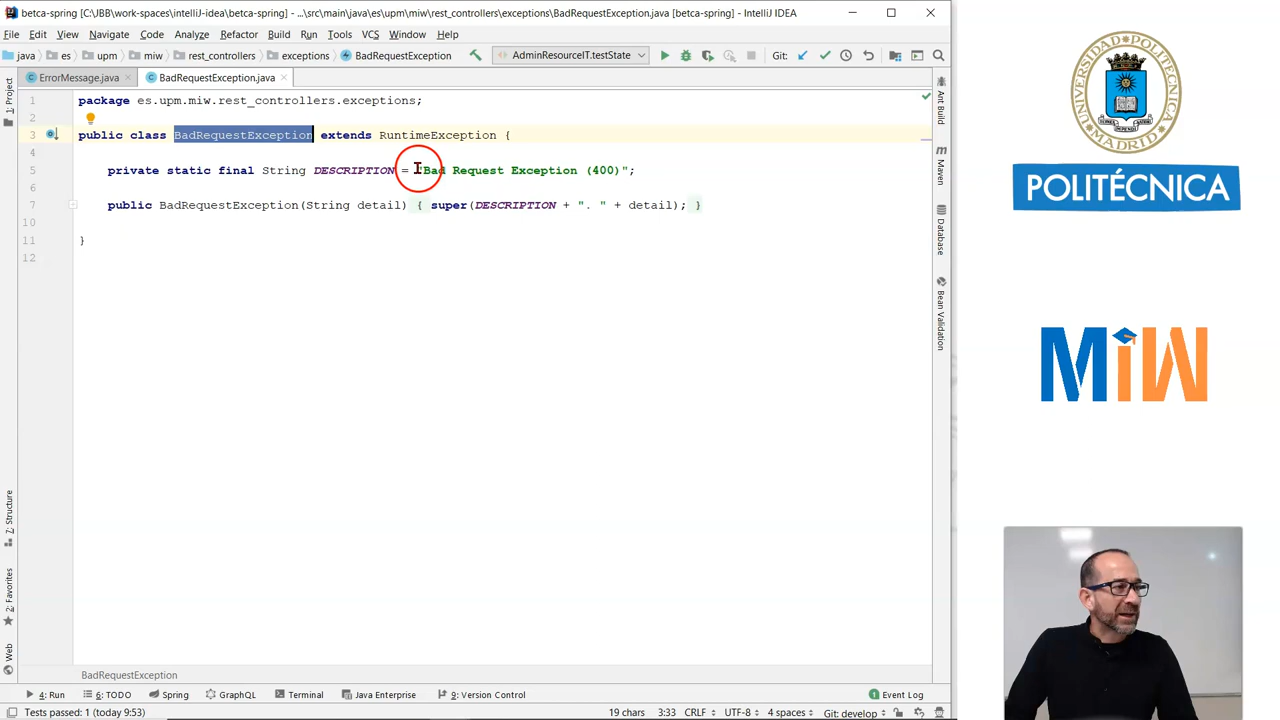 betca-spring [C:\JBB\work-spaces\intelliJ-idea\betca-spring] - ...\src\main\java\es\upm\miw\rest_controllers\exceptions\BadRequestException.java [betca-spring] - IntelliJ IDEA
File Edit View Navigate Code Analyze Refactor Build Run Tools VCS Window Help
java es upm miw rest_controllers exceptions BadRequestException AdminResourceIT.testState Git:
ErrorMessage.java BadRequestException.java
1 package es.upm.miw.rest_controllers.exceptions;
2
3 public class BadRequestException extends RuntimeException {
4
5 private static final String DESCRIPTION = "Bad Request Exception (400)";
6
7 public BadRequestException(String detail) { super(DESCRIPTION + ". " + detail); }
10
11 }
12
1: Project
7: Structure
2: Favorites
Web
Ant Build
Maven
Database
Bean Validation
BadRequestException
4: Run 6: TODO Spring GraphQL Terminal Java Enterprise 9: Version Control 1 Event Log
Tests passed: 1 (today 9:53) 19 chars 3:33 CRLF UTF-8 4 spaces Git: develop
UNIVERSIDAD POLITÉCNICA
MADRID
POLITÉCNICA
MiW